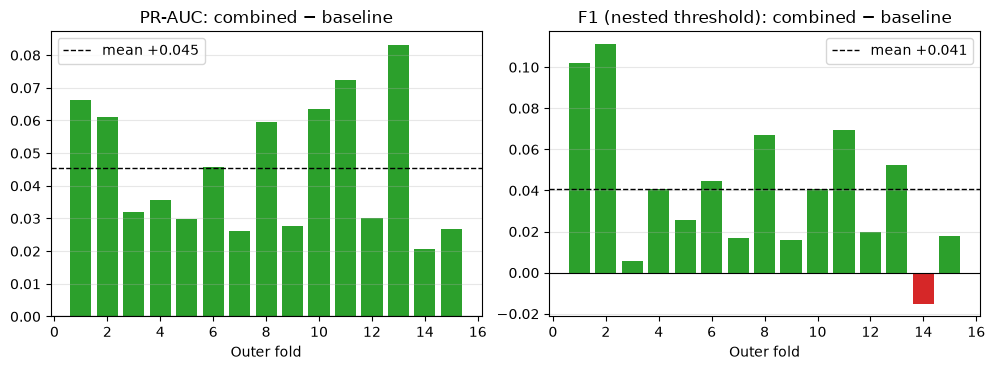 PR-AUC: combined − baseline
mean +0.045
0.08
0.07
0.06
0.05
0.04
0.03
0.02
0.01
0.00
0 2 4 6 8 10 12 14 16
Outer fold
F1 (nested threshold): combined − baseline
mean +0.041
0.10
0.08
0.06
0.04
0.02
0.00
−0.02
0 2 4 6 8 10 12 14 16
Outer fold